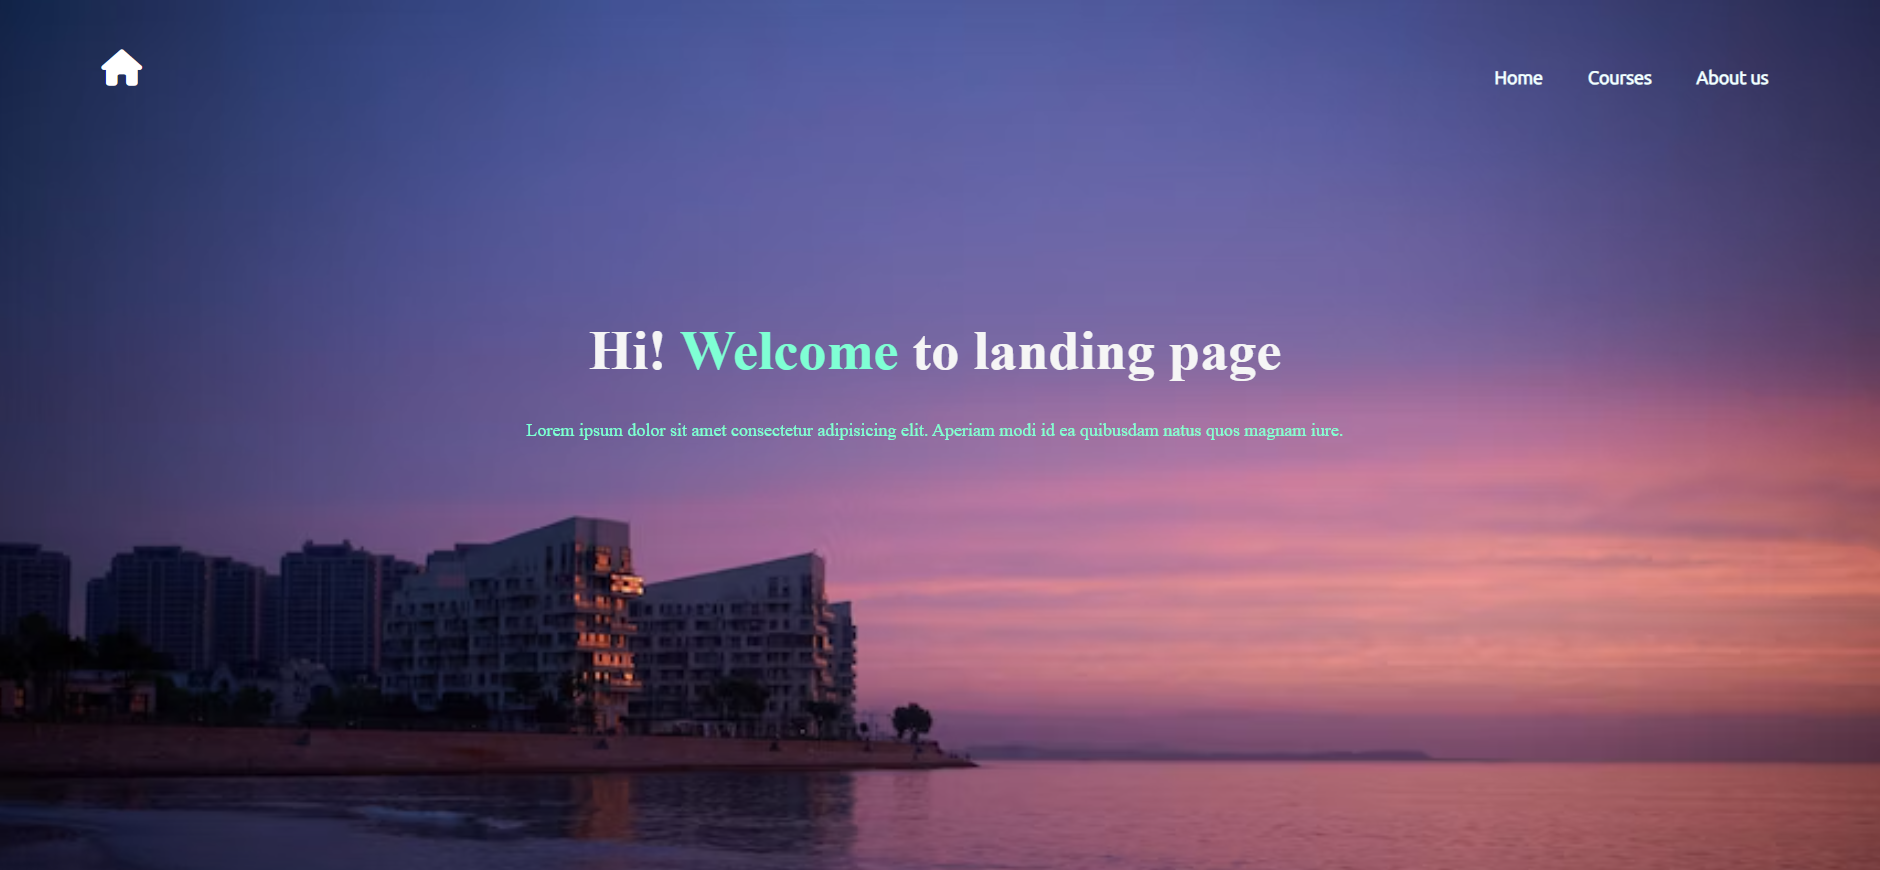 Home Courses About us
Hi! Welcome to landing page
Lorem ipsum dolor sit amet consectetur adipisicing elit. Aperiam modi id ea quibusdam natus quos magnam iure.